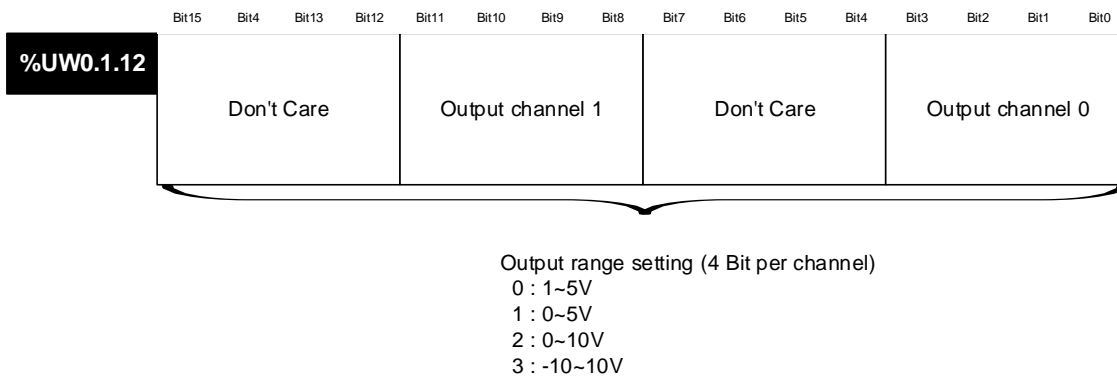 Bit15 Bit4 Bit13 Bit12 Bit11 Bit10 Bit9 Bit8 Bit7 Bit6 Bit5 Bit4 Bit3 Bit2 Bit1 Bit0
%UW0.1.12
Don't Care Output channel 1 Don't Care Output channel 0
Output range setting (4 Bit per channel)
0 : 1~5V
1 : 0~5V
2 : 0~10V
3 : -10~10V